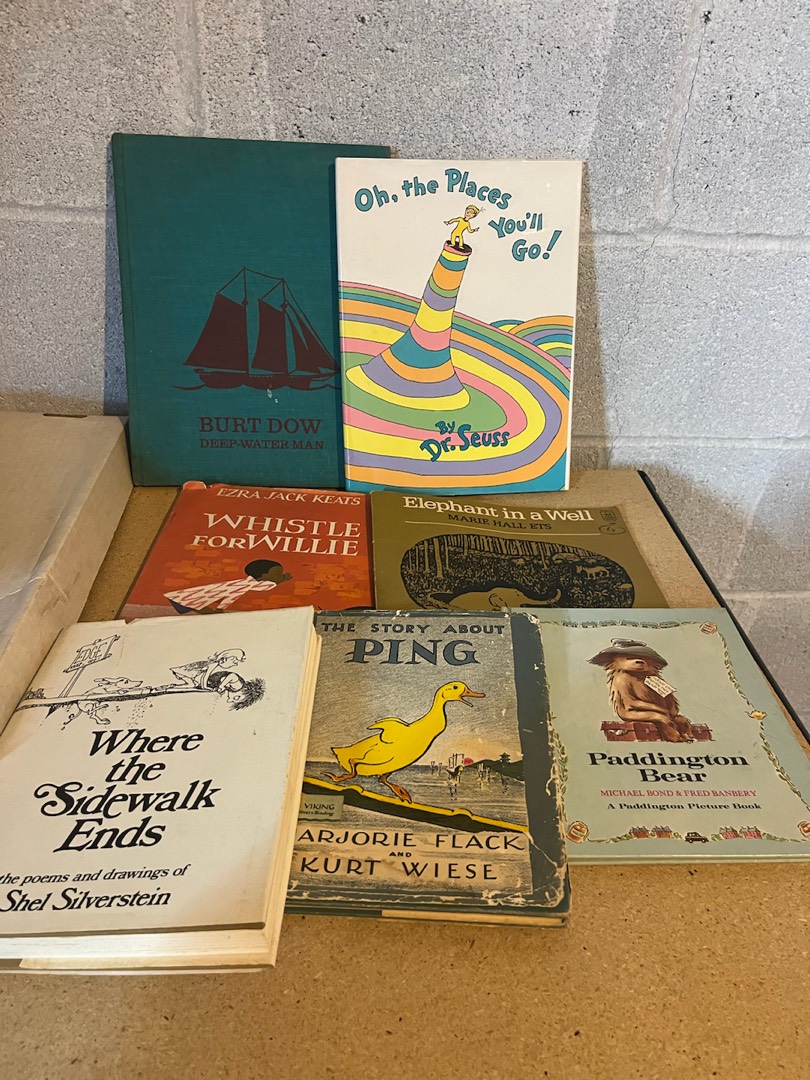 BURT DOW
DEEP-WATER MAN
Oh, the Places
You'll
Go!
By
Dr. Seuss
EZRA JACK KEATS
WHISTLE
FOR WILLIE
Elephant in a Well
MARIE HALL ETS
EDGE
Where
the
Sidewalk
Ends
the poems and drawings of
Shel Silverstein
THE STORY ABOUT
PING
VIKING
ARJORIE FLACK
AND
KURT WIESE
Paddington
Bear
MICHAEL BOND & FRED BANBERY
A Paddington Picture Book